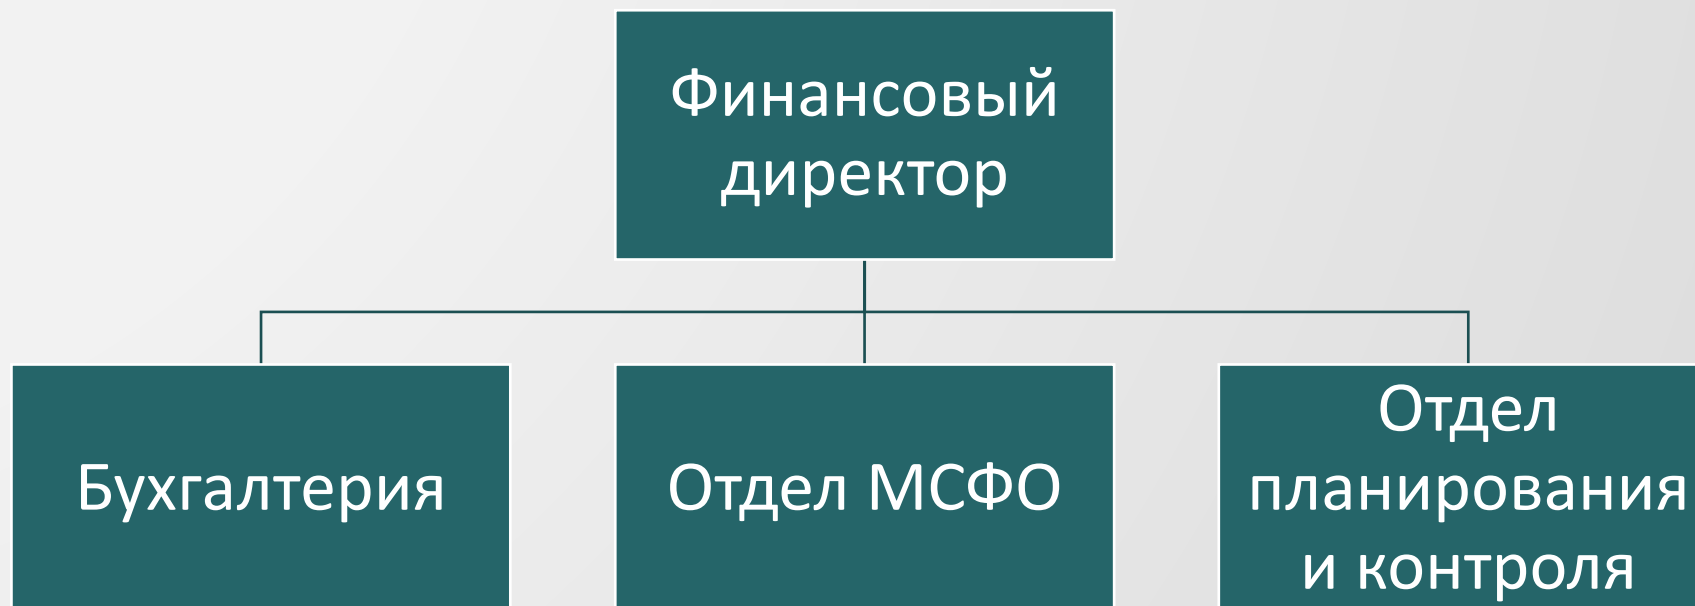 Финансовый
директор
Бухгалтерия
Отдел МСФО
Отдел
планирования
и контроля